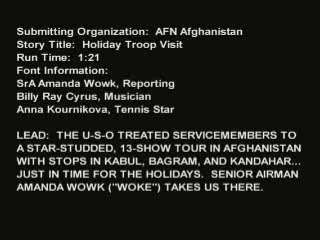 Submitting Organization:  AFN Afghanistan
Story Title:  Holiday Troop Visit
Run Time:  1:21
Font Information:
SrA Amanda Wowk, Reporting
Billy Ray Cyrus, Musician
Anna Kournikova, Tennis Star
LEAD:  THE U-S-O TREATED SERVICEMEMBERS TO
A STAR-STUDDED, 13-SHOW TOUR IN AFGHANISTAN
WITH STOPS IN KABUL, BAGRAM, AND KANDAHAR...
JUST IN TIME FOR THE HOLIDAYS.  SENIOR AIRMAN
AMANDA WOWK ("WOKE") TAKES US THERE.